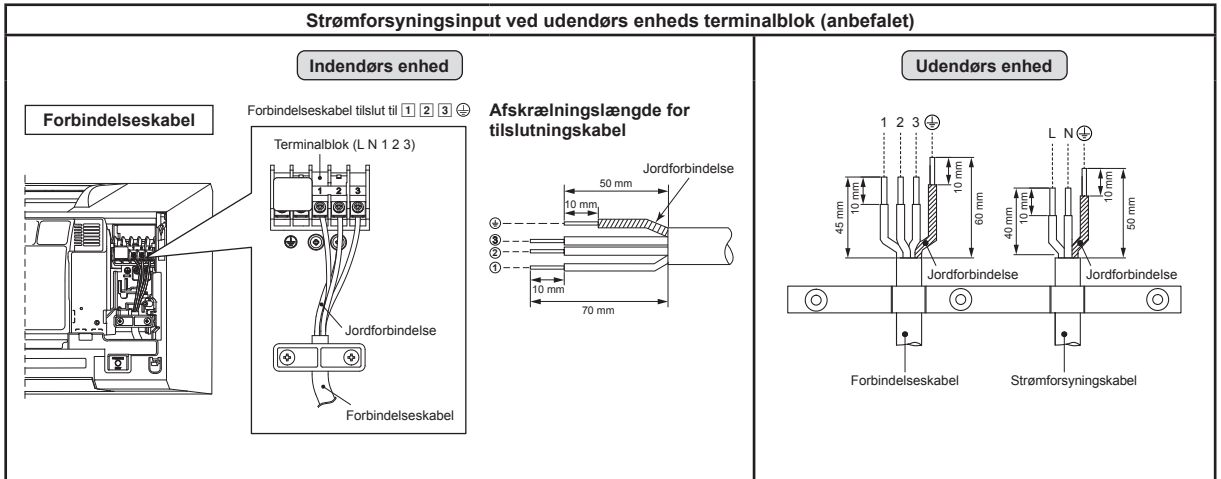 Strømforsyningsinput ved udendørs enheds terminalblok (anbefalet)
Indendørs enhed
Forbindelseskabel
Forbindelseskabel tilslut til 1 2 3 ⏚
Terminalblok (L N 1 2 3)
1 2 3
Jordforbindelse
Forbindelseskabel
Afskrælningslængde for
tilslutningskabel
Jordforbindelse
50 mm
10 mm
⏚
③
②
①
10 mm
70 mm
Udendørs enhed
1 2 3 ⏚
10 mm
45 mm
10 mm
60 mm
Jordforbindelse
Forbindelseskabel
L N ⏚
10 mm
40 mm
10 mm
50 mm
Jordforbindelse
Strømforsyningskabel